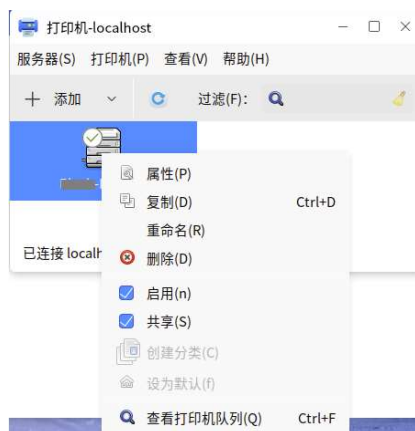 打印机-localhost
服务器(S) 打印机(P) 查看(V) 帮助(H)
添加 过滤(F):
属性(P)
复制(D) Ctrl+D
重命名(R)
已连接 localh
删除(D)
启用(n)
共享(S)
创建分类(C)
设为默认(f)
查看打印机队列(Q) Ctrl+F